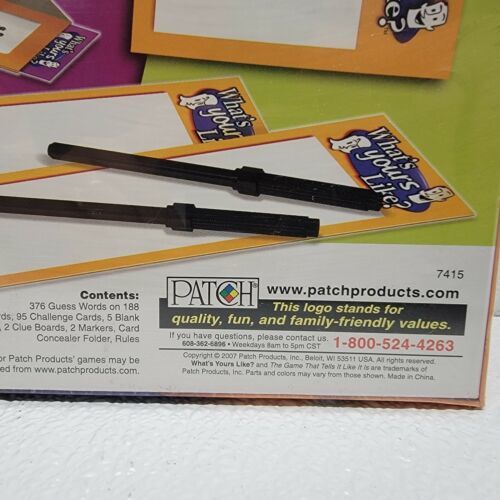 What's
yours
Like?
What's
yours
Like?
What's
yours
Like?
7415
Contents:
376 Guess Words on 188
rds, 95 Challenge Cards, 5 Blank
, 2 Clue Boards, 2 Markers, Card
Concealer Folder, Rules
or Patch Products' games may be
ed from www.patchproducts.com.
PATCH® www.patchproducts.com
This logo stands for
quality, fun, and family-friendly values.
If you have questions, please contact us.
608-362-6896 • Weekdays 8am to 5pm CST
1-800-524-4263
Copyright © 2007 Patch Products, Inc., Beloit, WI 53511 USA. All rights reserved.
What's Yours Like? and The Game That Tells It Like It Is are trademarks of
Patch Products, Inc. Parts and colors may vary from those shown. Made in China.